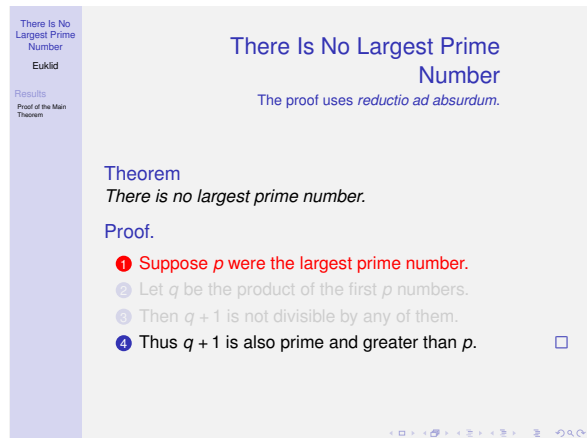 There Is No
Largest Prime
Number
Euklid
Results
Proof of the Main
Theorem
There Is No Largest Prime
Number
The proof uses reductio ad absurdum.
Theorem
There is no largest prime number.
Proof.
1 Suppose p were the largest prime number.
2 Let q be the product of the first p numbers.
3 Then q + 1 is not divisible by any of them.
4 Thus q + 1 is also prime and greater than p.